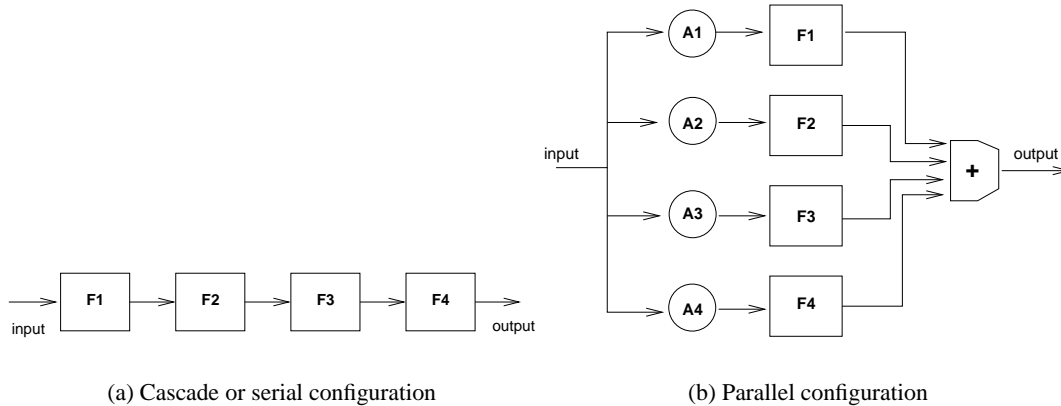 F1
F2
F3
F4
input
output
(a) Cascade or serial configuration
A1
F1
A2
F2
input
+
output
A3
F3
A4
F4
(b) Parallel configuration